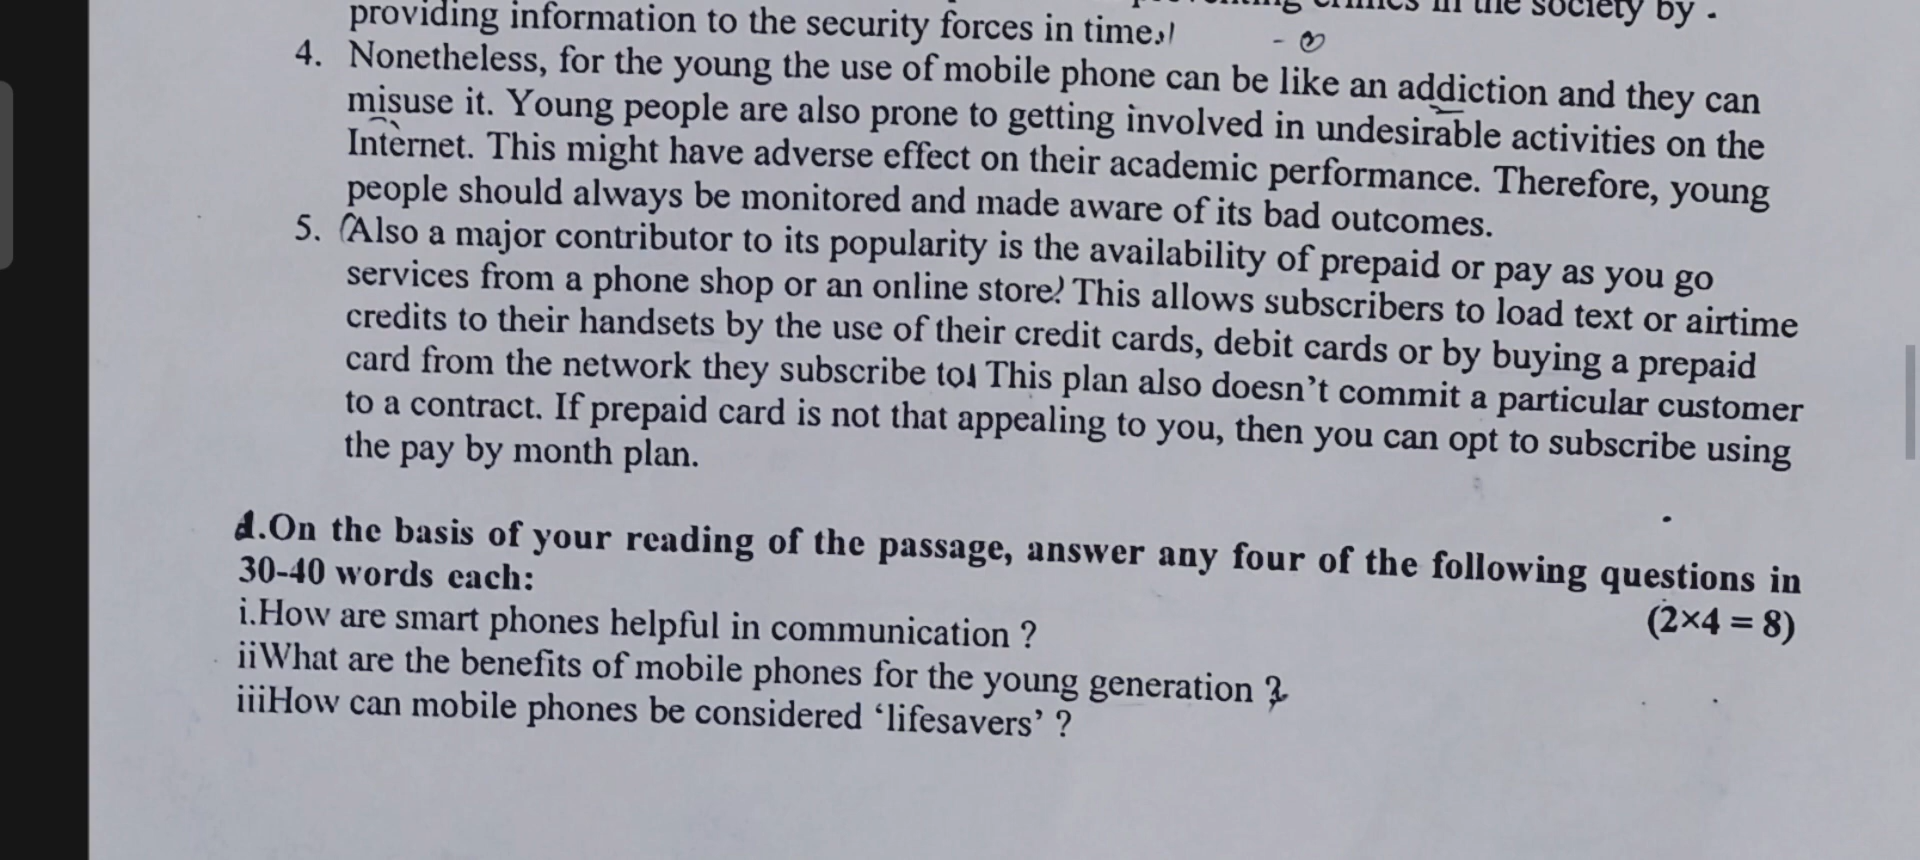 providing information to the security forces in time.
crimes in the society by .
4. Nonetheless, for the young the use of mobile phone can be like an addiction and they can
misuse it. Young people are also prone to getting involved in undesirable activities on the
Internet. This might have adverse effect on their academic performance. Therefore, young
people should always be monitored and made aware of its bad outcomes.
5. Also a major contributor to its popularity is the availability of prepaid or pay as you go
services from a phone shop or an online store. This allows subscribers to load text or airtime
credits to their handsets by the use of their credit cards, debit cards or by buying a prepaid
card from the network they subscribe to. This plan also doesn't commit a particular customer
to a contract. If prepaid card is not that appealing to you, then you can opt to subscribe using
the pay by month plan.
d.On the basis of your reading of the passage, answer any four of the following questions in
30-40 words each:
(2×4 = 8)
i.How are smart phones helpful in communication ?
iiWhat are the benefits of mobile phones for the young generation ?
iiiHow can mobile phones be considered ‘lifesavers’ ?